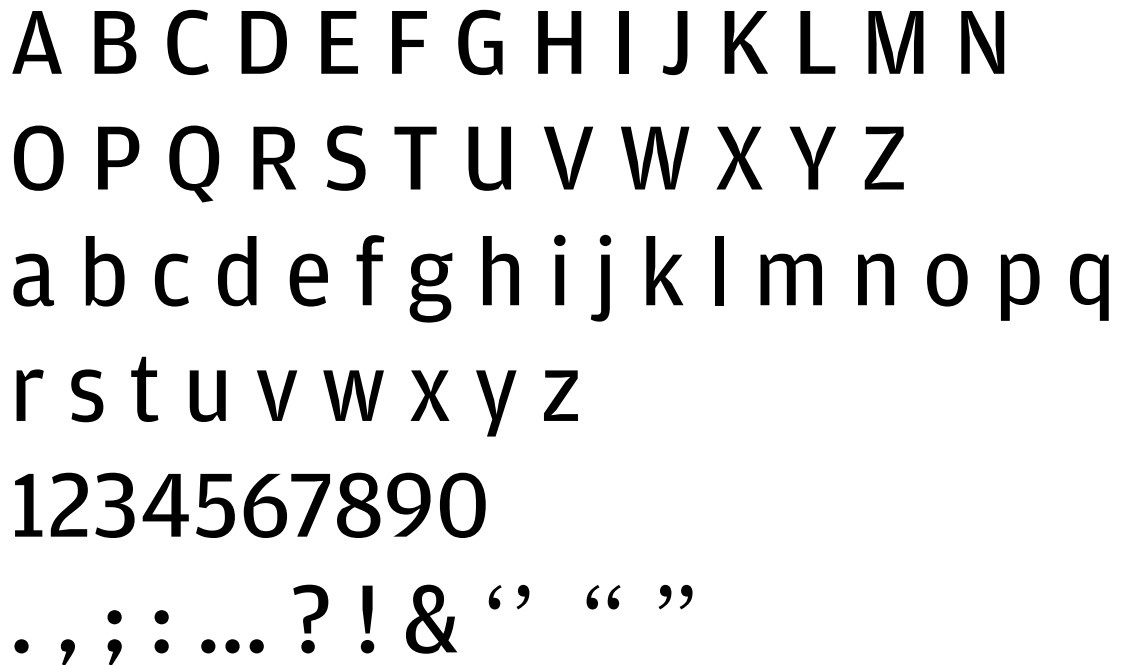 A B C D E F G H I J K L M N
O P Q R S T U V W X Y Z
a b c d e f g h i j k l m n o p q
r s t u v w x y z
1234567890
. , ; : ... ? ! & ‘ ’ “ ”